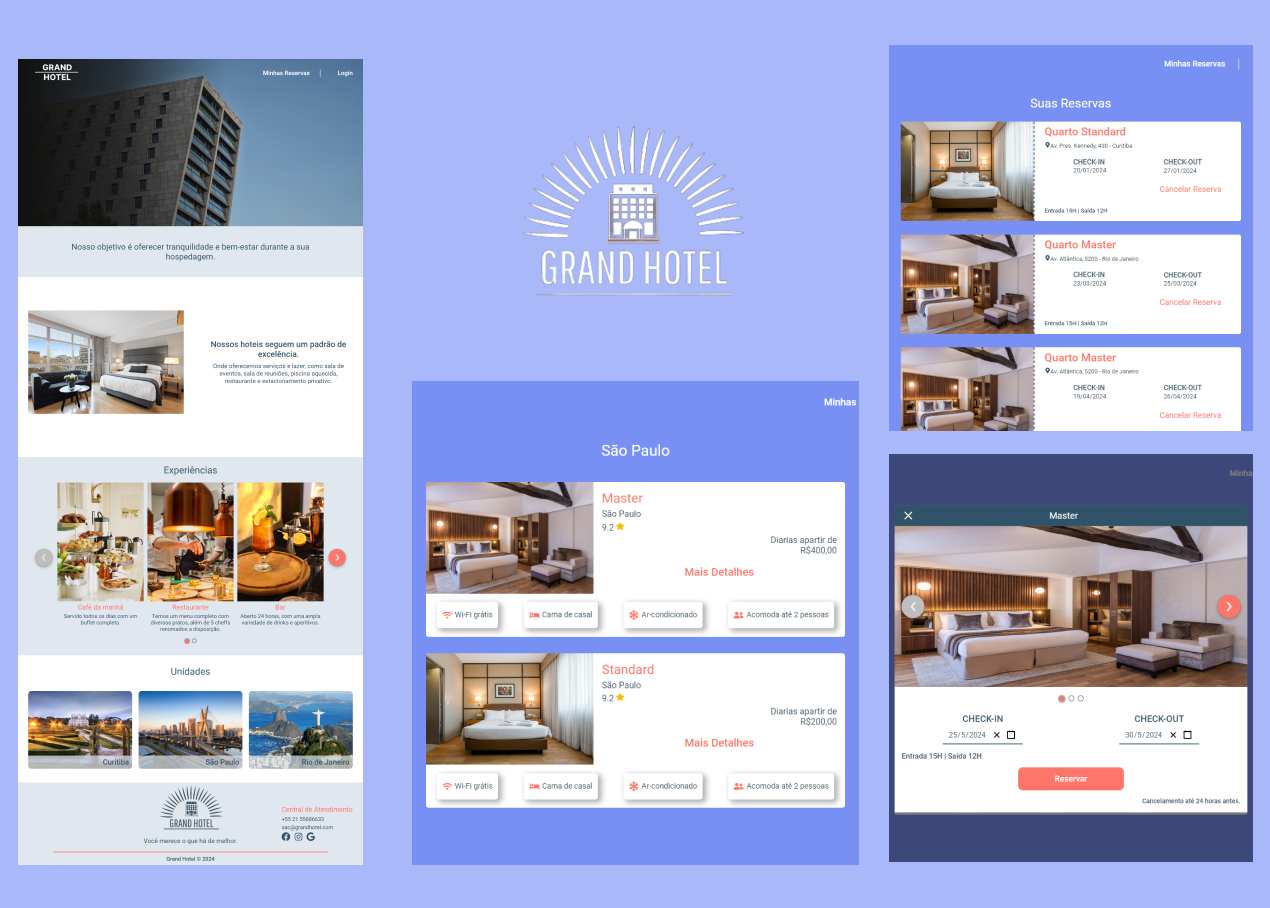 GRAND
HOTEL
Minhas Reservas | Login
Nosso objetivo é oferecer tranquilidade e bem-estar durante a sua
hospedagem.
Nossos hoteis seguem um padrão de
excelência.
Onde oferecemos serviços e lazer, como sala de
eventos, sala de reuniões, piscina aquecida,
restaurante e estacionamento privativo.
Experiências
Café da manhã
Servido todos os dias com um
buffet completo.
Restaurante
Temos um menu completo com
diversos pratos, além de 5 cheffs
renomados a disposição.
Bar
Aberto 24 horas, com uma ampla
variedade de drinks e aperitivos.
Unidades
Curitiba
São Paulo
Rio de Janeiro
GRAND HOTEL
Você merece o que há de melhor.
Central de Atendimento
+55 21 55886633
sac@grandhotel.com
Grand Hotel © 2024
GRAND HOTEL
Minhas
São Paulo
Master
São Paulo
9.2
Diarias apartir de
R$400,00
Mais Detalhes
Wi-Fi grátis
Cama de casal
Ar-condicionado
Acomoda até 2 pessoas
Standard
São Paulo
9.2
Diarias apartir de
R$200,00
Mais Detalhes
Wi-Fi grátis
Cama de casal
Ar-condicionado
Acomoda até 2 pessoas
Minhas Reservas |
Suas Reservas
Quarto Standard
Av. Pres. Kennedy, 430 - Curitiba
CHECK-IN CHECK-OUT
20/01/2024 27/01/2024
Cancelar Reserva
Entrada 15H | Saída 12H
Quarto Master
Av. Atlântica, 5200 - Rio de Janeiro
CHECK-IN CHECK-OUT
23/03/2024 25/03/2024
Cancelar Reserva
Entrada 15H | Saída 12H
Quarto Master
Av. Atlântica, 5200 - Rio de Janeiro
CHECK-IN CHECK-OUT
19/04/2024 26/04/2024
Cancelar Reserva
Minha
Master
CHECK-IN CHECK-OUT
25/5/2024 30/5/2024
Entrada 15H | Saída 12H
Reservar
Cancelamento até 24 horas antes.